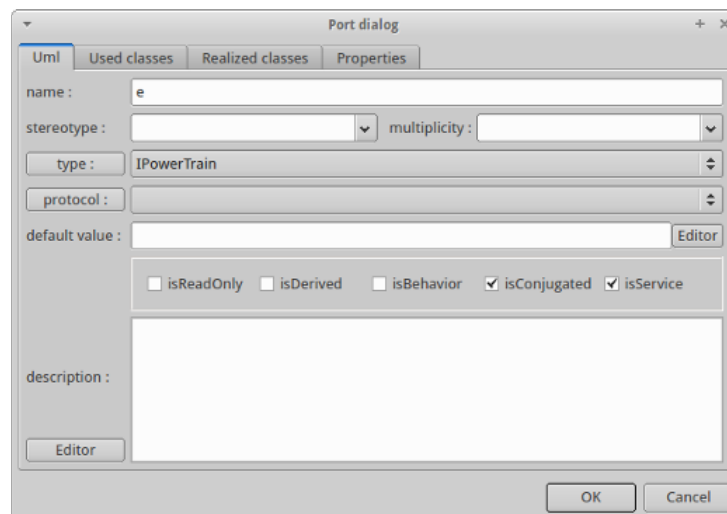 Port dialog
Uml Used classes Realized classes Properties
name : e
stereotype : multiplicity :
type : IPowerTrain
protocol :
default value : Editor
isReadOnly isDerived isBehavior isConjugated isService
description :
Editor
OK Cancel